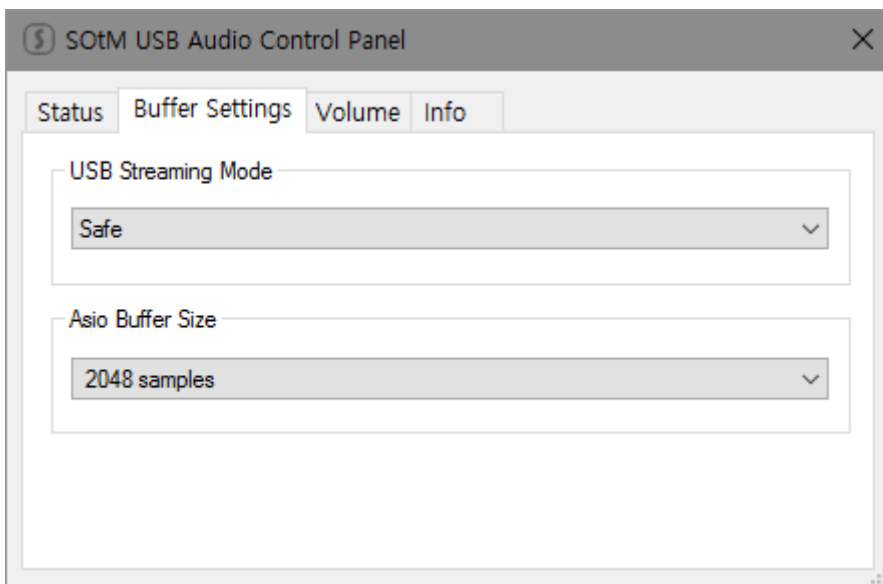 SOtM USB Audio Control Panel
Status Buffer Settings Volume Info
USB Streaming Mode
Safe
Asio Buffer Size
2048 samples